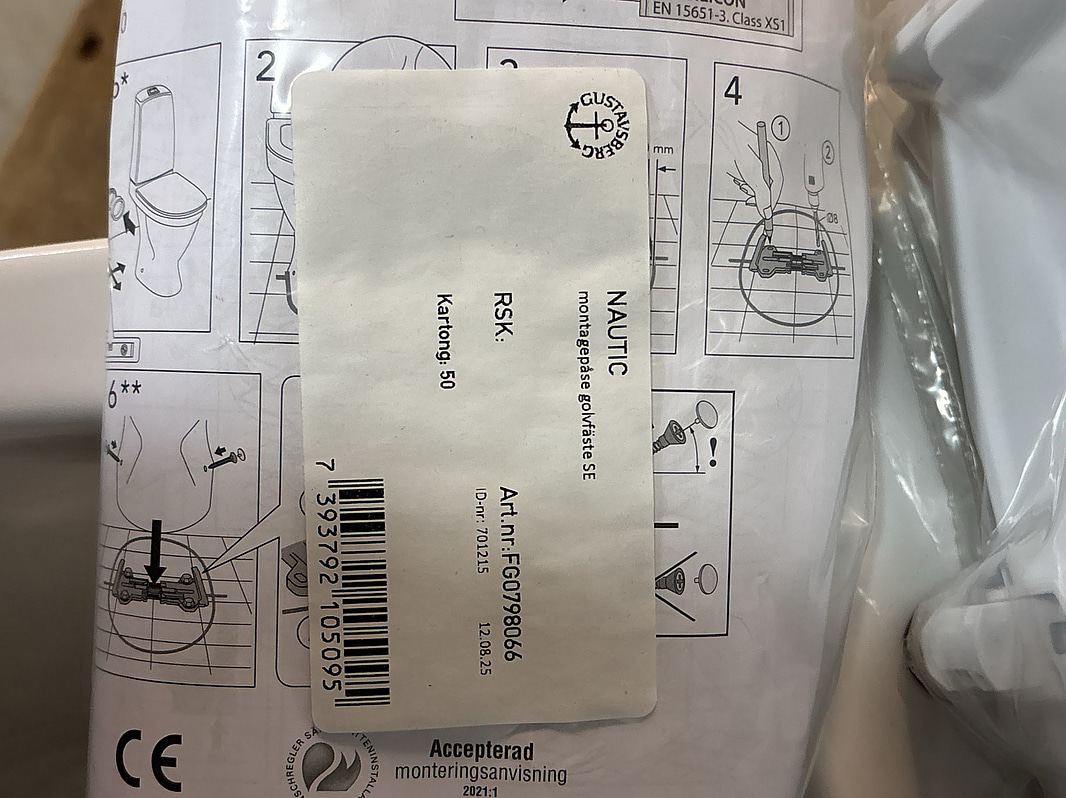 SILICON
EN 15651-3. Class XS1
2
4
1
2
Ø8
mm
GUSTAVSBERG
NAUTIC
montagepåse golvfäste SE
RSK:
Art.nr:FG0798066
ID-nr: 701215
12.08.25
Kartong: 50
7 393792 105095
6**
!
CE
Accepterad
monteringsanvisning
2021:1